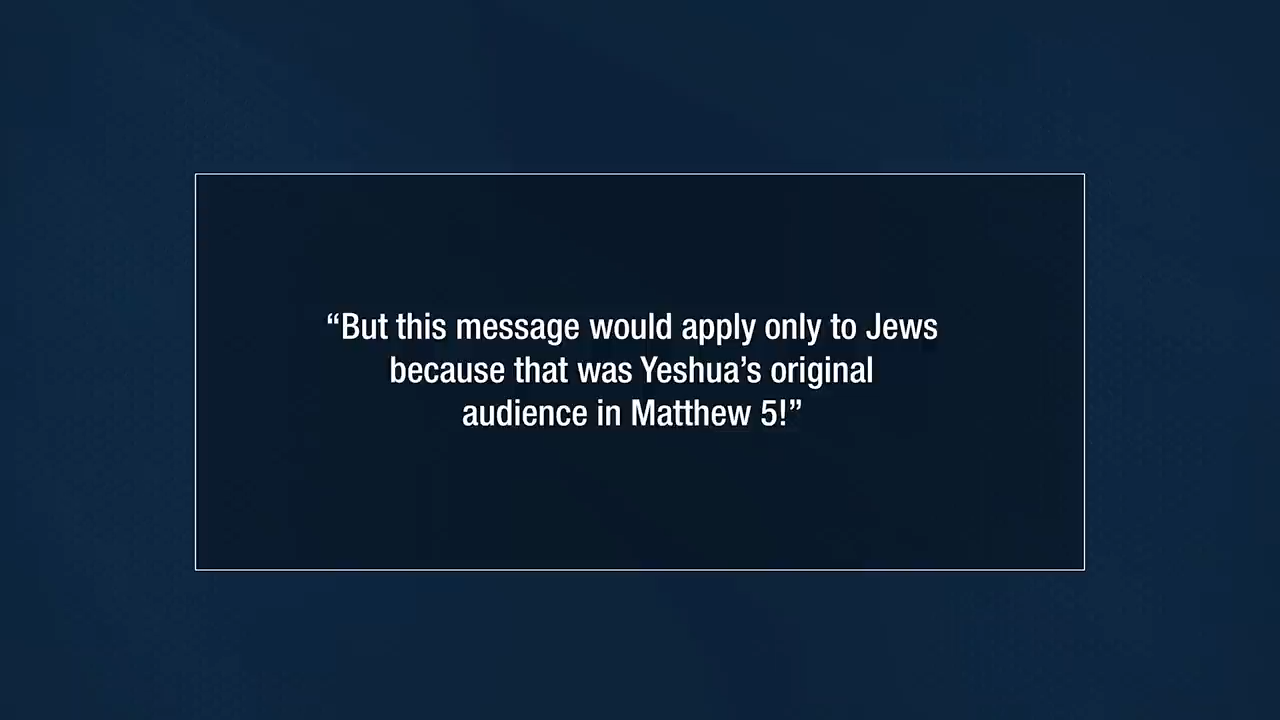 “But this message would apply only to Jews
because that was Yeshua’s original
audience in Matthew 5!”